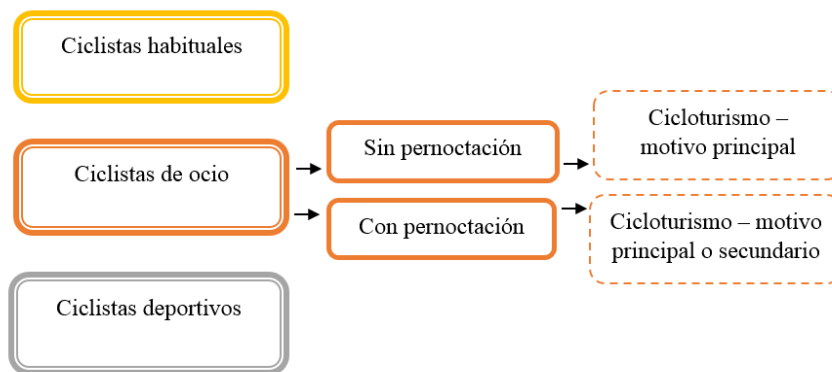 Ciclistas habituales
Ciclistas de ocio
Sin pernoctación
Cicloturismo –
motivo principal
Con pernoctación
Cicloturismo – motivo
principal o secundario
Ciclistas deportivos